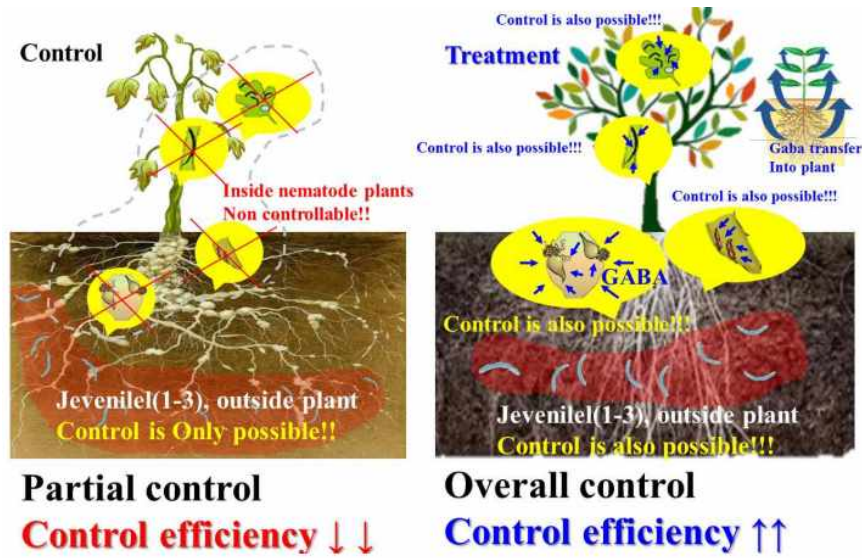 Control
Inside nematode plants
Non controllable!!
Jevenilel(1-3), outside plant
Control is Only possible!!
Partial control
Control efficiency ↓ ↓
Control is also possible!!!
Treatment
Control is also possible!!!
Gaba transfer
Into plant
Control is also possible!!!
GABA
Control is also possible!!!
Jevenilel(1-3), outside plant
Control is also possible!!!
Overall control
Control efficiency ↑↑